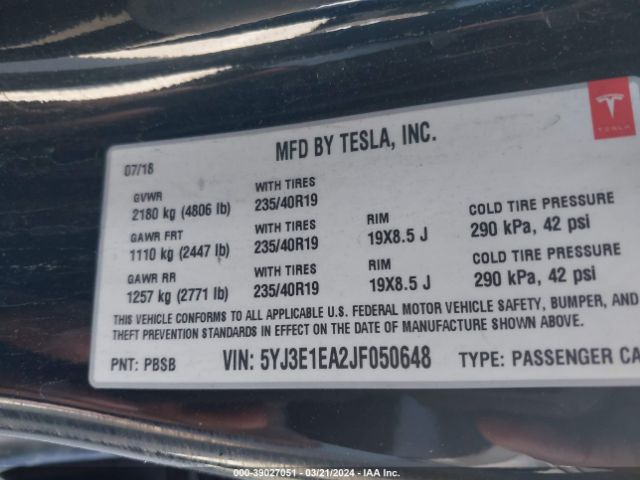 MFD BY TESLA, INC.
TESLA
07/18
GVWR
2180 kg (4806 lb)
WITH TIRES
235/40R19
GAWR FRT
1110 kg (2447 lb)
WITH TIRES
235/40R19
RIM
19X8.5 J
COLD TIRE PRESSURE
290 kPa, 42 psi
GAWR RR
1257 kg (2771 lb)
WITH TIRES
235/40R19
RIM
19X8.5 J
COLD TIRE PRESSURE
290 kPa, 42 psi
THIS VEHICLE CONFORMS TO ALL APPLICABLE U.S. FEDERAL MOTOR VEHICLE SAFETY, BUMPER, AND
THEFT PREVENTION STANDARDS IN EFFECT ON THE DATE OF MANUFACTURE SHOWN ABOVE.
PNT: PBSB
VIN: 5YJ3E1EA2JF050648
TYPE: PASSENGER CA
000-39027051 - 03/21/2024 - IAA Inc.